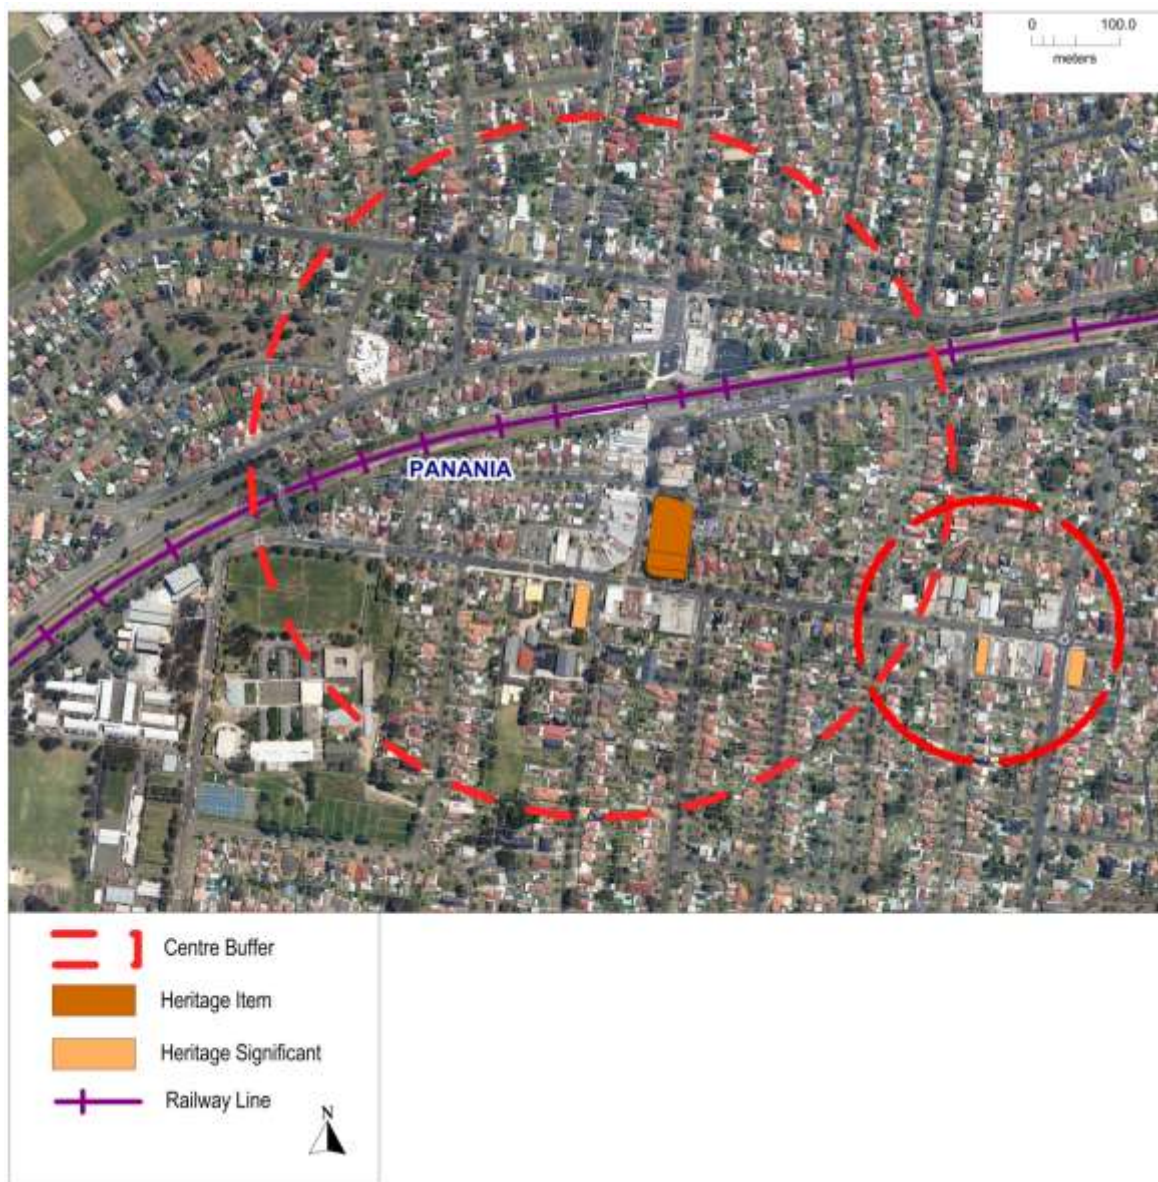 0 100.0
meters
PANANIA
Centre Buffer
Heritage Item
Heritage Significant
Railway Line
N